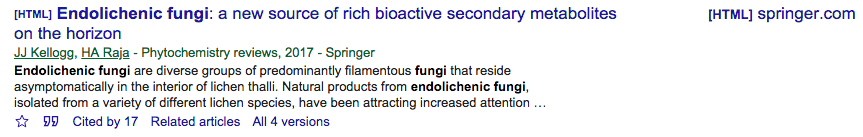 [HTML] Endolichenic fungi: a new source of rich bioactive secondary metabolites
on the horizon
[HTML] springer.com
JJ Kellogg, HA Raja - Phytochemistry reviews, 2017 - Springer
Endolichenic fungi are diverse groups of predominantly filamentous fungi that reside
asymptomatically in the interior of lichen thalli. Natural products from endolichenic fungi,
isolated from a variety of different lichen species, have been attracting increased attention …
Cited by 17 Related articles All 4 versions